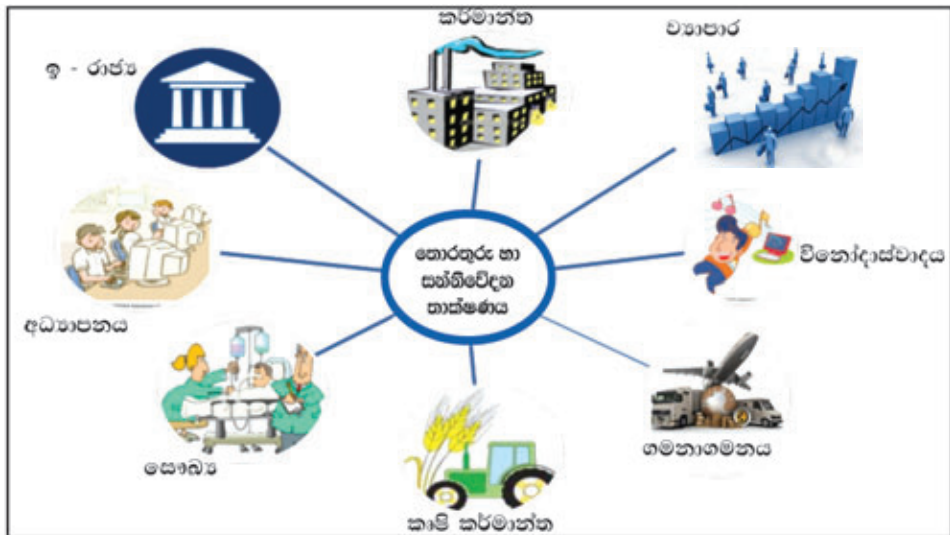 කර්මාන්ත
ව්‍යාපාර
ඉ - රාජ්‍ය
තොරතුරු හා
සන්නිවේදන
තාක්ෂණය
විනෝදාස්වාදය
අධ්‍යාපනය
ගමනාගමනය
සෞඛ්‍ය
කෘෂි කර්මාන්ත